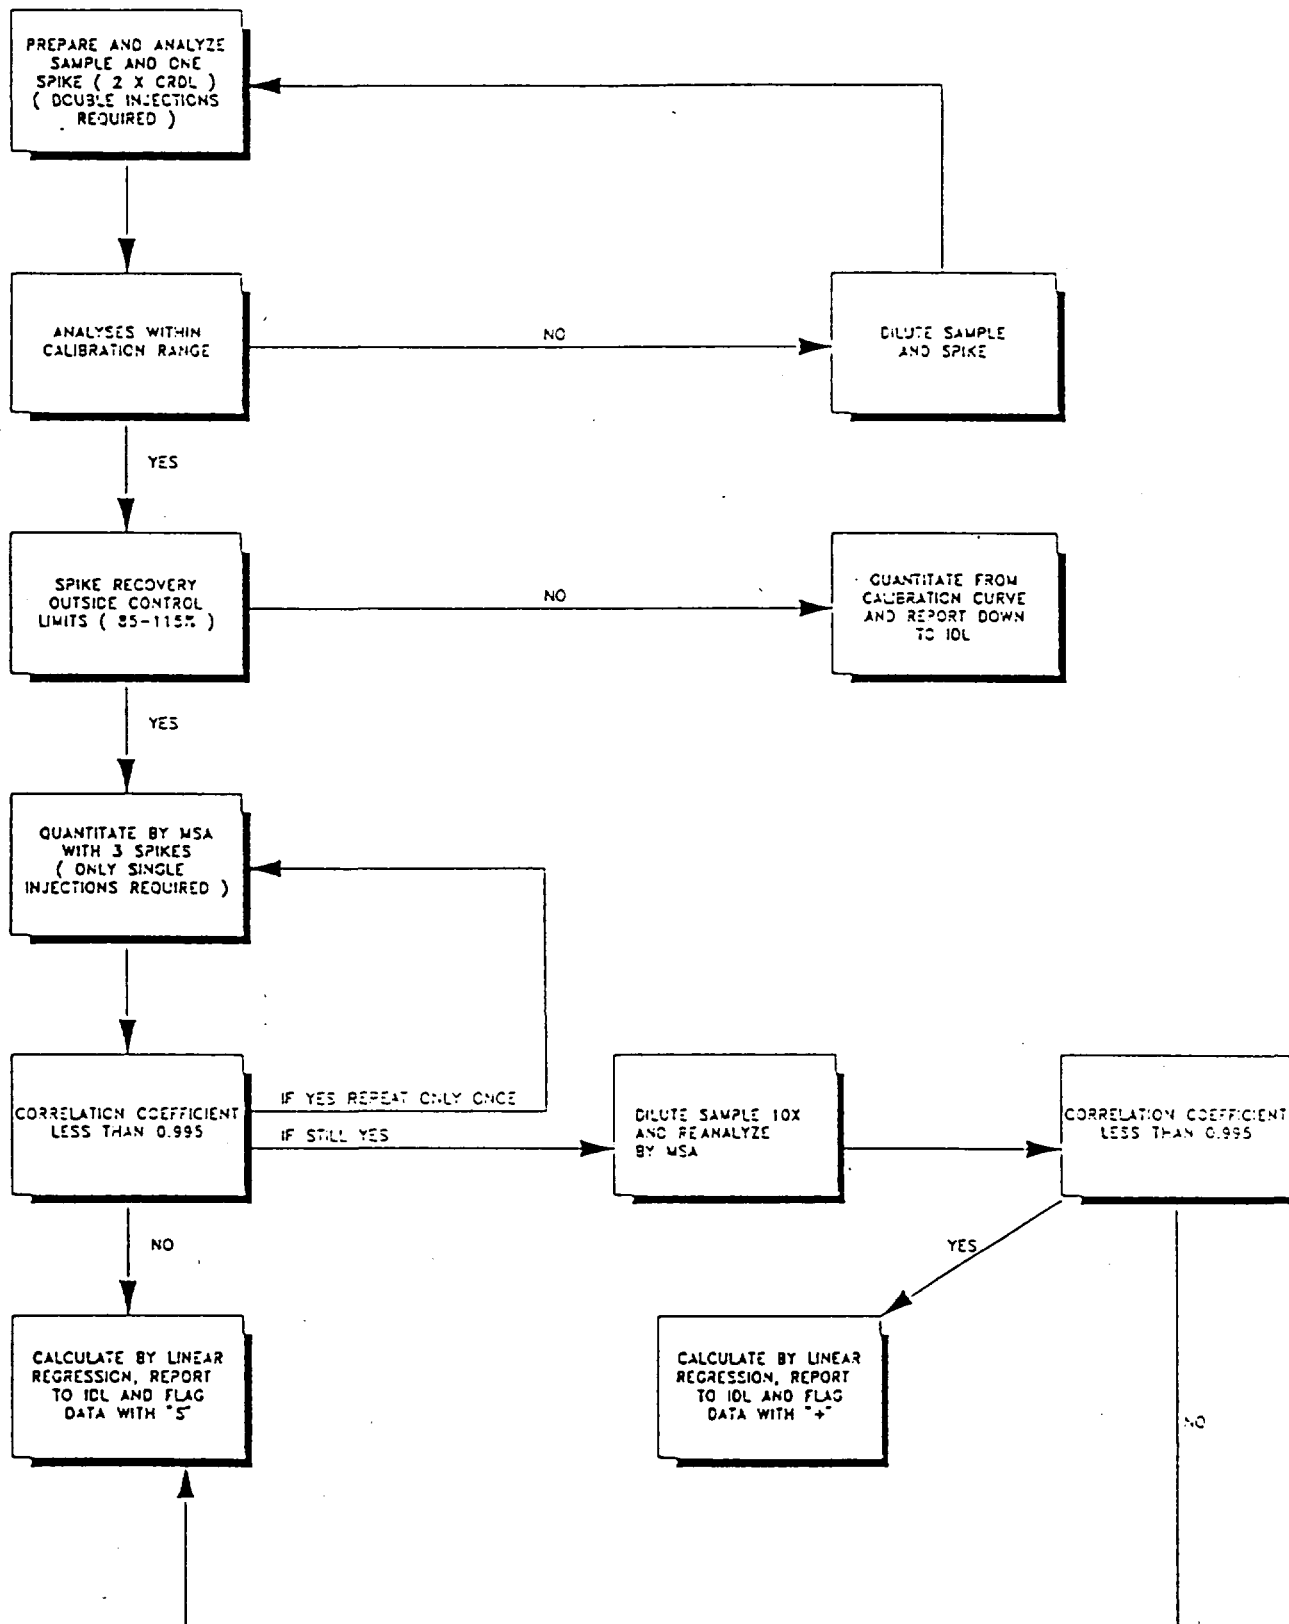 PREPARE AND ANALYZE
SAMPLE AND ONE
SPIKE ( 2 X CRDL )
( DOUBLE INJECTIONS
REQUIRED )
ANALYSES WITHIN
CALIBRATION RANGE
NO
DILUTE SAMPLE
AND SPIKE
YES
SPIKE RECOVERY
OUTSIDE CONTROL
LIMITS ( 85-115% )
NO
QUANTITATE FROM
CALIBRATION CURVE
AND REPORT DOWN
TO IDL
YES
QUANTITATE BY MSA
WITH 3 SPIKES
( ONLY SINGLE
INJECTIONS REQUIRED )
CORRELATION COEFFICIENT
LESS THAN 0.995
IF YES REPEAT ONLY ONCE
IF STILL YES
DILUTE SAMPLE 10X
AND REANALYZE
BY MSA
CORRELATION COEFFICIENT
LESS THAN 0.995
NO
YES
CALCULATE BY LINEAR
REGRESSION, REPORT
TO IDL AND FLAG
DATA WITH "S"
CALCULATE BY LINEAR
REGRESSION, REPORT
TO IDL AND FLAG
DATA WITH "+"
NO